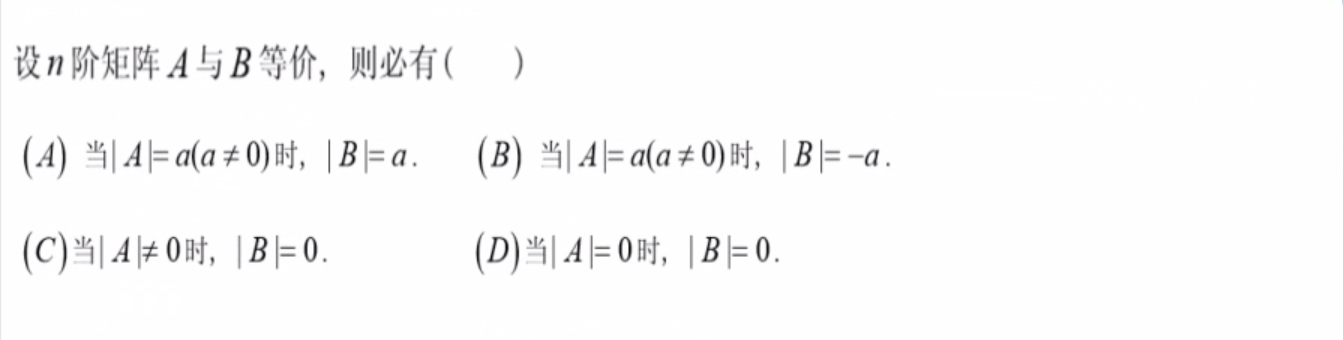 设n阶矩阵A与B等价，则必有(　　)
(A) 当|A|=a(a≠0)时，|B|=a. (B) 当|A|=a(a≠0)时，|B|=-a.
(C)当|A|≠0时，|B|=0. (D)当|A|=0时，|B|=0.